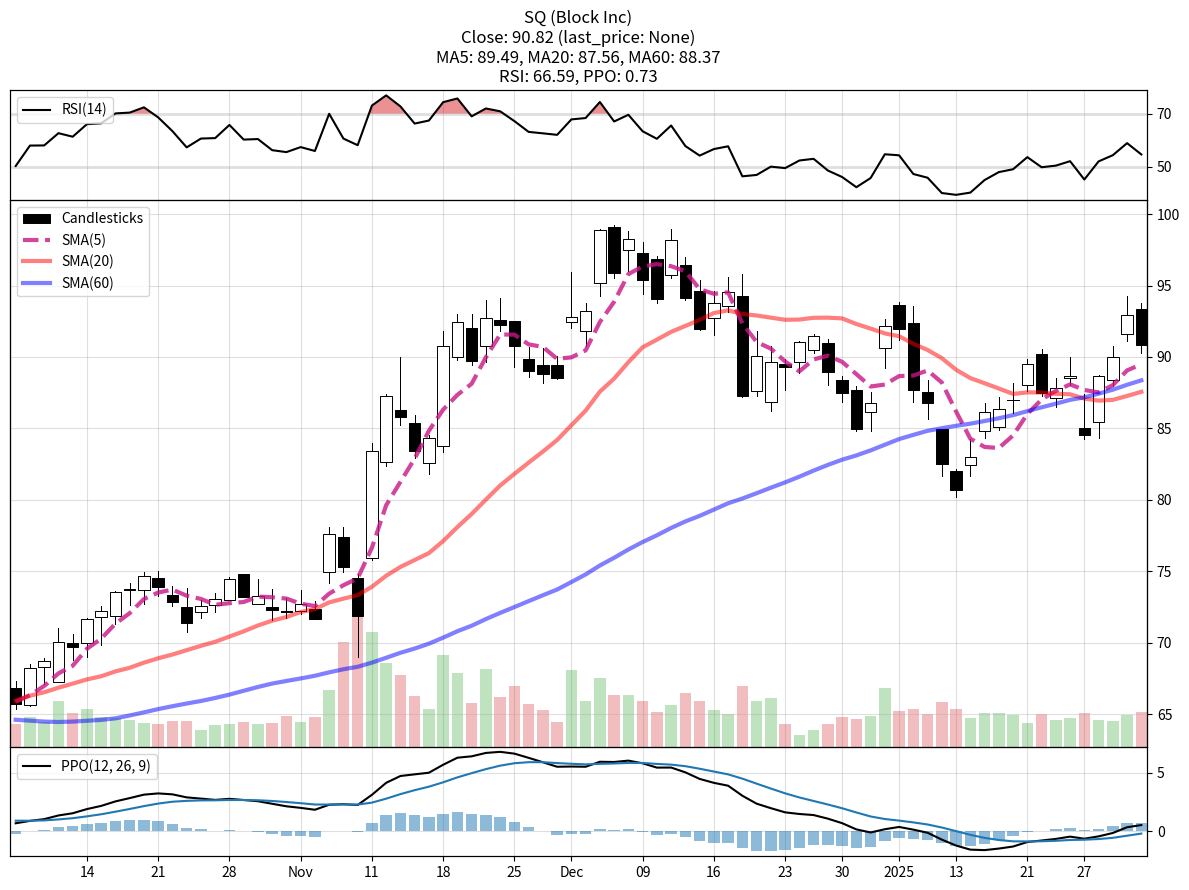 SQ (Block Inc)
Close: 90.82 (last_price: None)
MA5: 89.49, MA20: 87.56, MA60: 88.37
RSI: 66.59, PPO: 0.73
RSI(14)
70
50
Candlesticks
SMA(5)
SMA(20)
SMA(60)
100
95
90
85
80
75
70
65
PPO(12, 26, 9)
5
0
14 21 28 Nov 11 18 25 Dec 09 16 23 30 2025 13 21 27